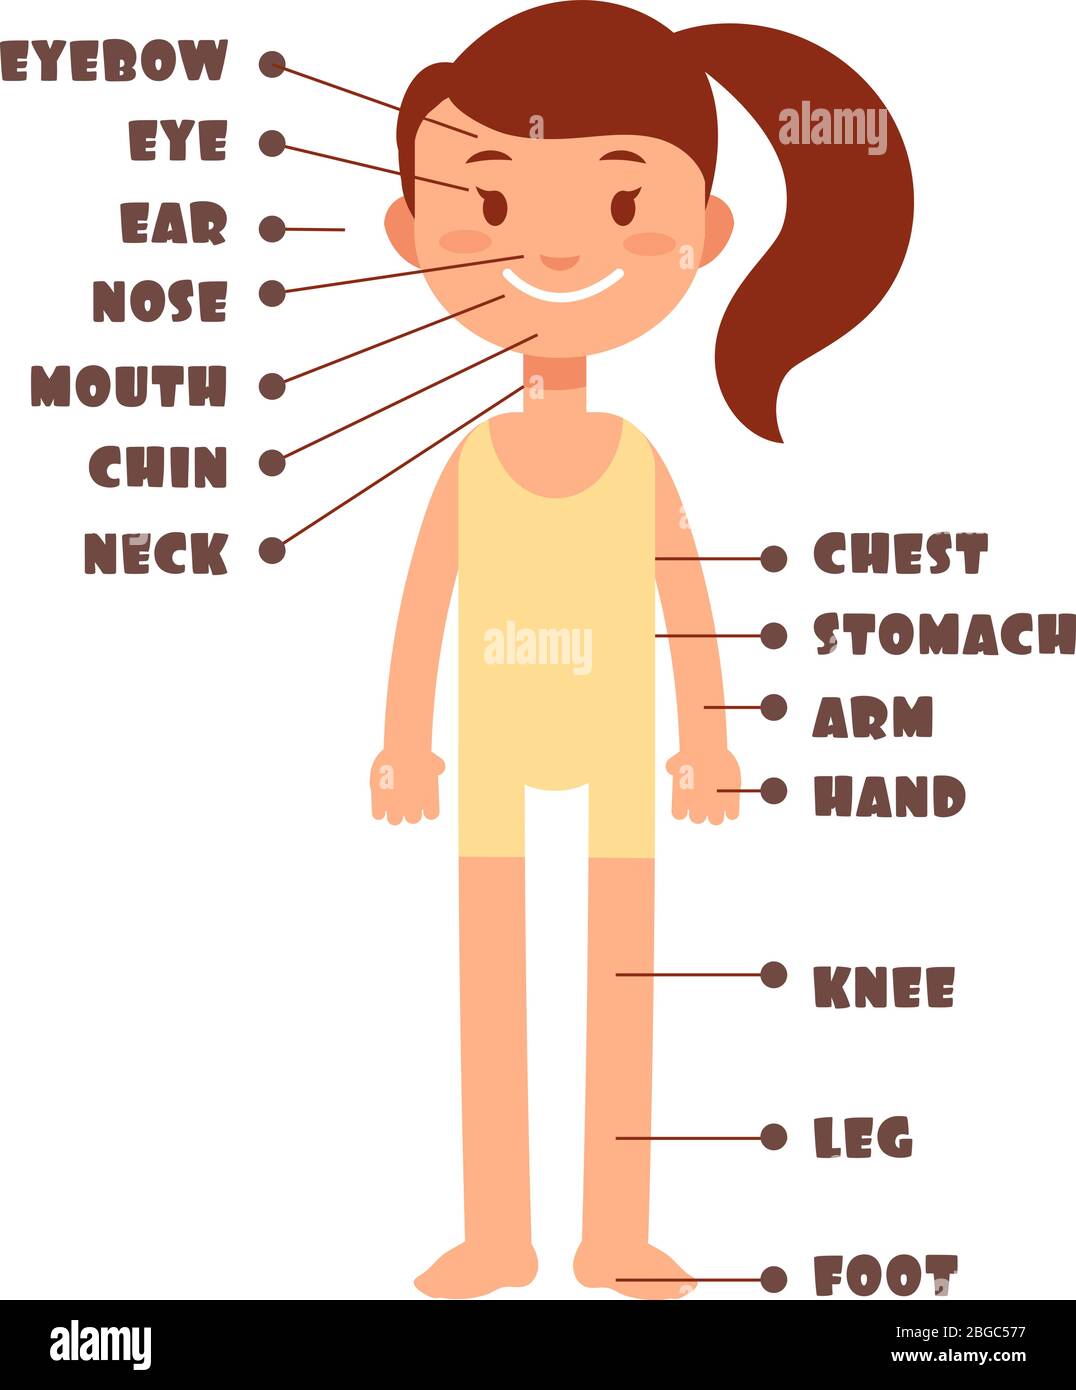 EYEBOW
EYE
EAR
NOSE
MOUTH
CHIN
NECK
CHEST
STOMACH
ARM
HAND
KNEE
LEG
FOOT
a
a
a
a
alamy
a
a
a
alamy
Image ID: 2BGC577
www.alamy.com